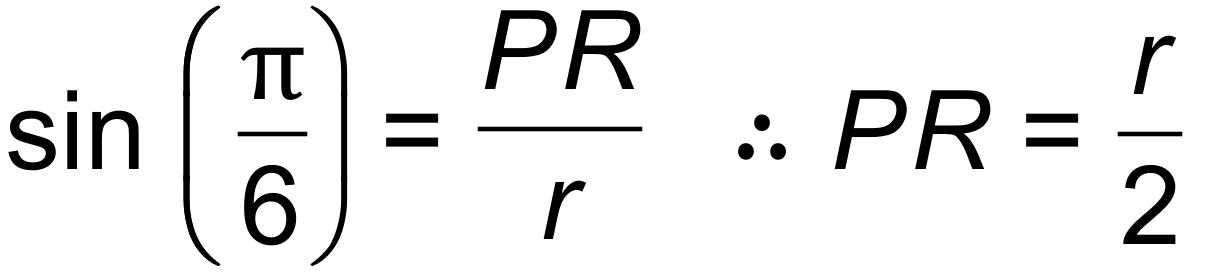 sin (π/6) = PR/r ∴ PR = r/2